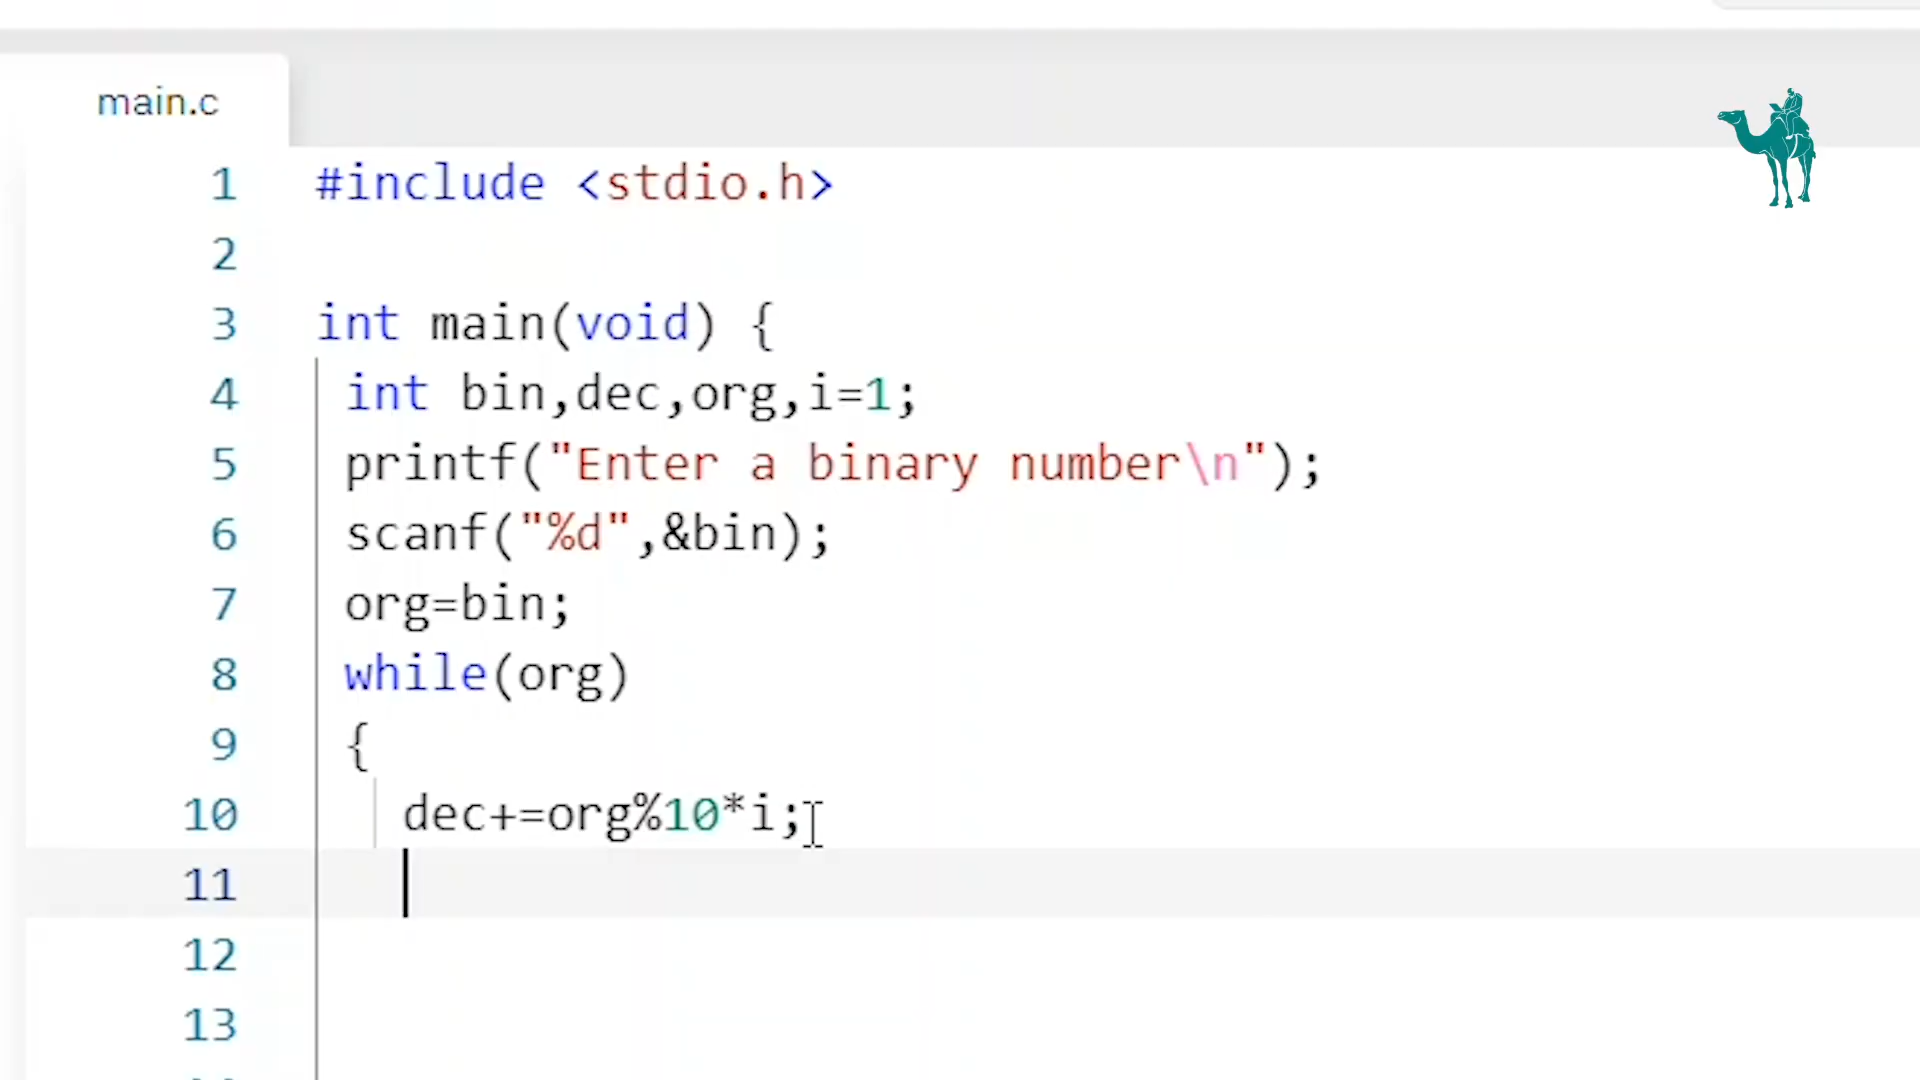 main.c
1 #include <stdio.h>
2
3 int main(void) {
4 int bin,dec,org,i=1;
5 printf("Enter a binary number\n");
6 scanf("%d",&bin);
7 org=bin;
8 while(org)
9 {
10 dec+=org%10*i;
11
12
13